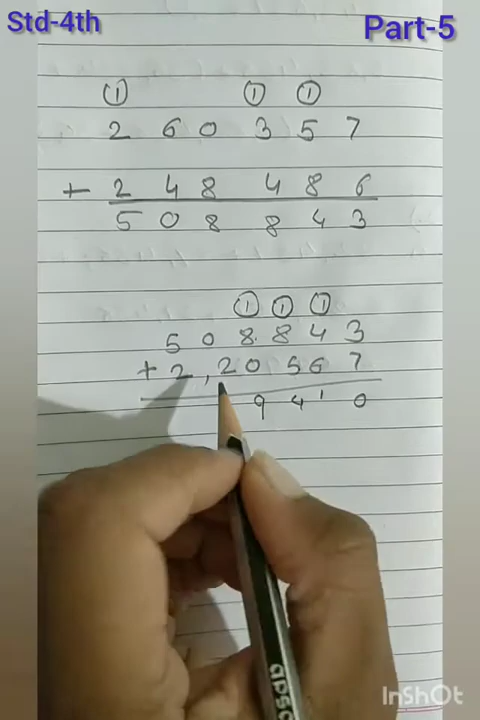 Std-4th Part-5
1 1 1
2 6 0 3 5 7
+ 2 4 8 4 8 6
5 0 8 8 4 3
1 1 1
5 0 8 8 4 3
+ 2,2 0 5 6 7
9 4 1 0
apsa
InShOt